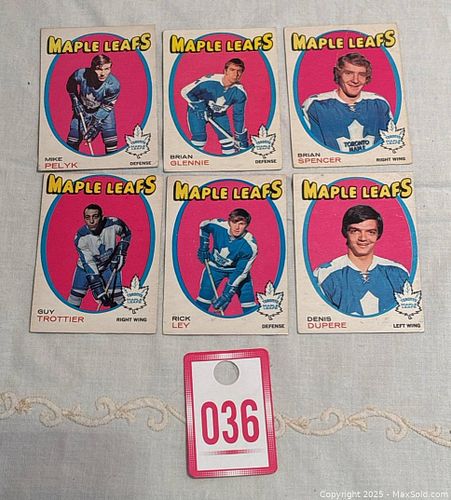 MAPLE LEAFS
MIKE
PELYK
DEFENSE
MAPLE LEAFS
BRIAN
GLENNIE
DEFENSE
MAPLE LEAFS
TORONTO
BRIAN
SPENCER
RIGHT WING
MAPLE LEAFS
GUY
TROTTIER
RIGHT WING
MAPLE LEAFS
RICK
LEY
DEFENSE
MAPLE LEAFS
DENIS
DUPERE
LEFT WING
036
Copyright 2025 - MaxSold.com